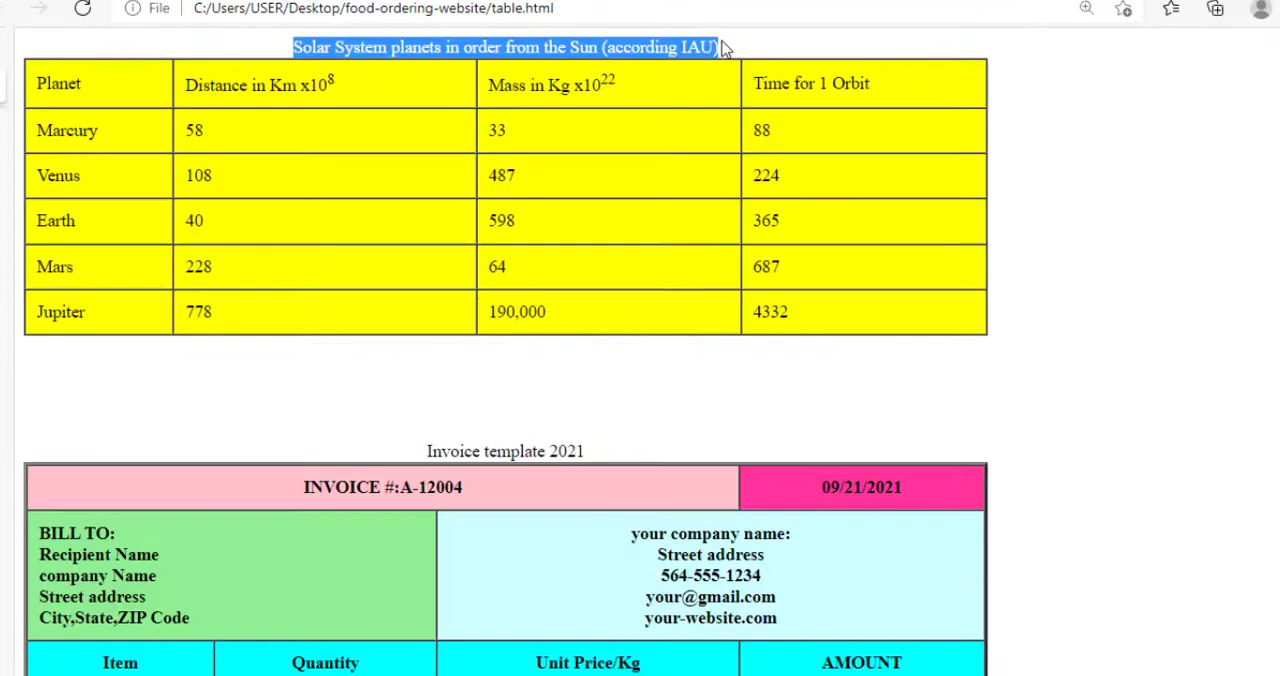 File C:/Users/USER/Desktop/food-ordering-website/table.html
Solar System planets in order from the Sun (according IAU)
Planet Distance in Km x10⁸ Mass in Kg x10²² Time for 1 Orbit
Marcury 58 33 88
Venus 108 487 224
Earth 40 598 365
Mars 228 64 687
Jupiter 778 190,000 4332
Invoice template 2021
INVOICE #:A-12004 09/21/2021
BILL TO:
Recipient Name
company Name
Street address
City,State,ZIP Code
your company name:
Street address
564-555-1234
your@gmail.com
your-website.com
Item Quantity Unit Price/Kg AMOUNT